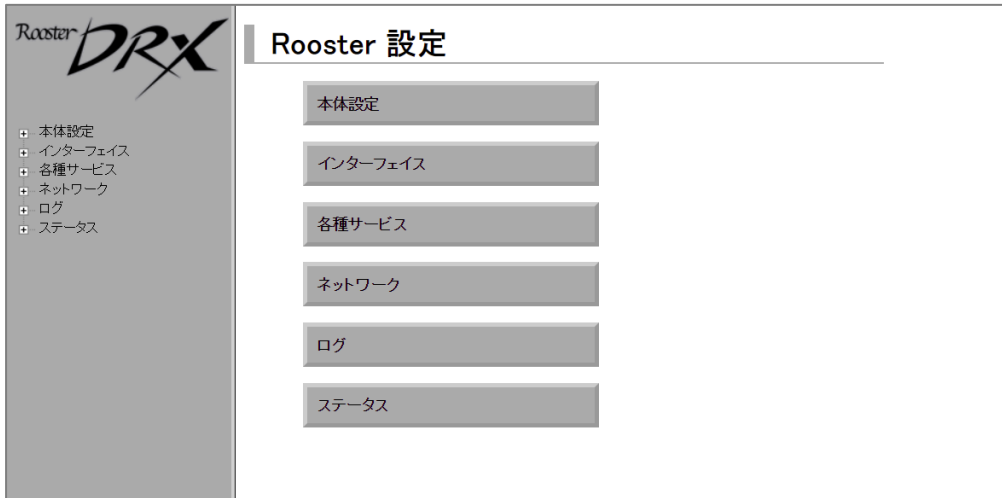 Rooster DRX
本体設定
インターフェイス
各種サービス
ネットワーク
ログ
ステータス
Rooster 設定
本体設定
インターフェイス
各種サービス
ネットワーク
ログ
ステータス